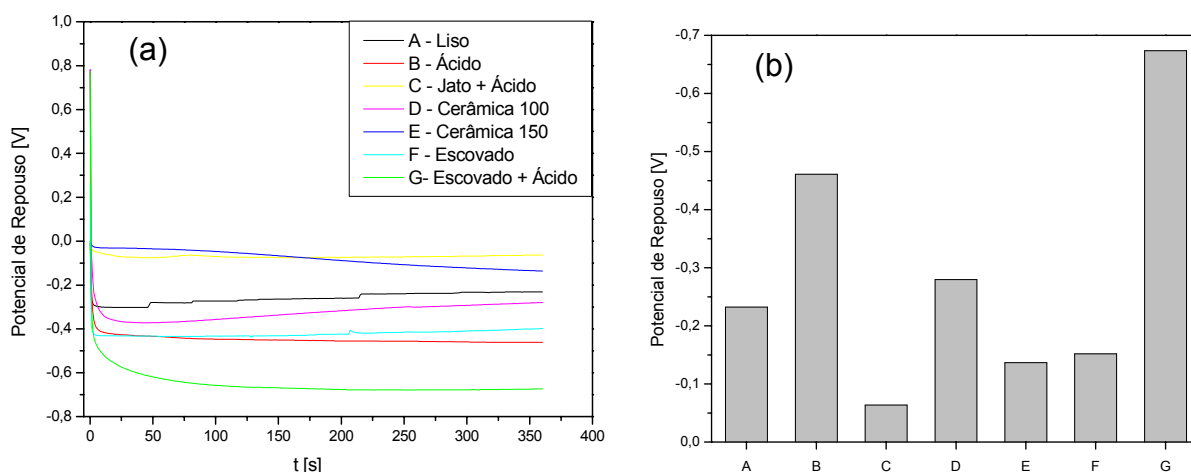 (a)
A - Liso
B - Ácido
C - Jato + Ácido
D - Cerâmica 100
E - Cerâmica 150
F - Escovado
G- Escovado + Ácido
Potencial de Repouso [V]
1,0
0,8
0,6
0,4
0,2
0,0
-0,2
-0,4
-0,6
-0,8
0 50 100 150 200 250 300 350 400
t [s]
(b)
Potencial de Repouso [V]
-0,7
-0,6
-0,5
-0,4
-0,3
-0,2
-0,1
0,0
A B C D E F G